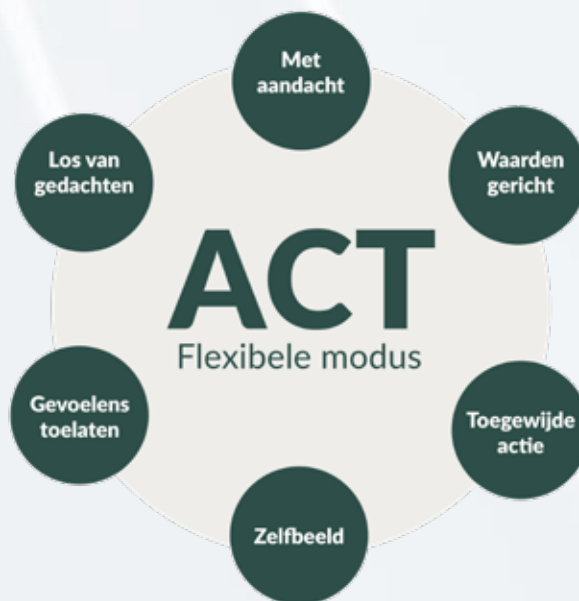 Met
aandacht
Los van
gedachten
Waarden
gericht
ACT
Flexibele modus
Gevoelens
toelaten
Toegewijde
actie
Zelfbeeld